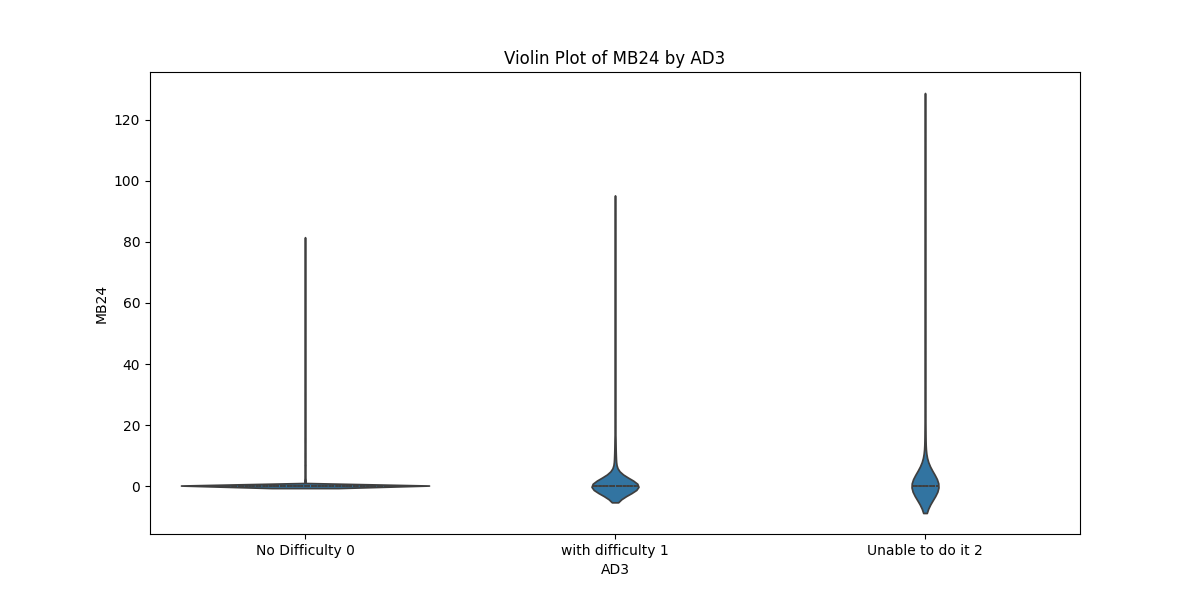 Violin Plot of MB24 by AD3
120
100
80
60
40
20
0
MB24
No Difficulty 0
with difficulty 1
Unable to do it 2
AD3